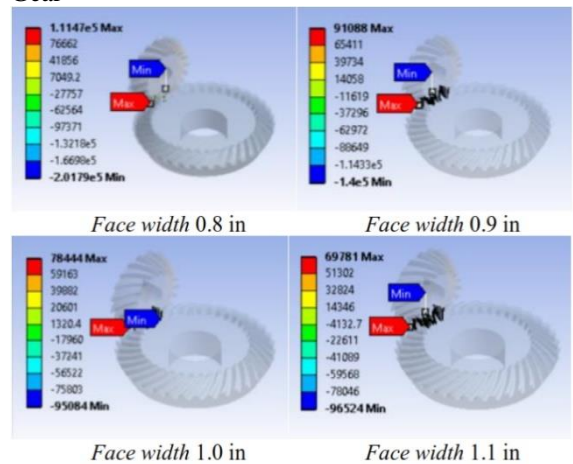 Gear
1.1147e5 Max
76662
41856
7049.2
-27757
-62564
-97371
-1.3218e5
-1.6698e5
-2.0179e5 Min
Min
Max
91088 Max
65411
39734
14058
-11619
-37296
-62972
-88649
-1.1433e5
-1.4e5 Min
Min
Max
Face width 0.8 in
Face width 0.9 in
78444 Max
59163
39882
20601
1320.4
-17960
-37241
-56522
-75803
-95084 Min
Max
Min
69781 Max
51302
32824
14346
-4132.7
-22611
-41089
-59568
-78046
-96524 Min
Min
Max
Face width 1.0 in
Face width 1.1 in